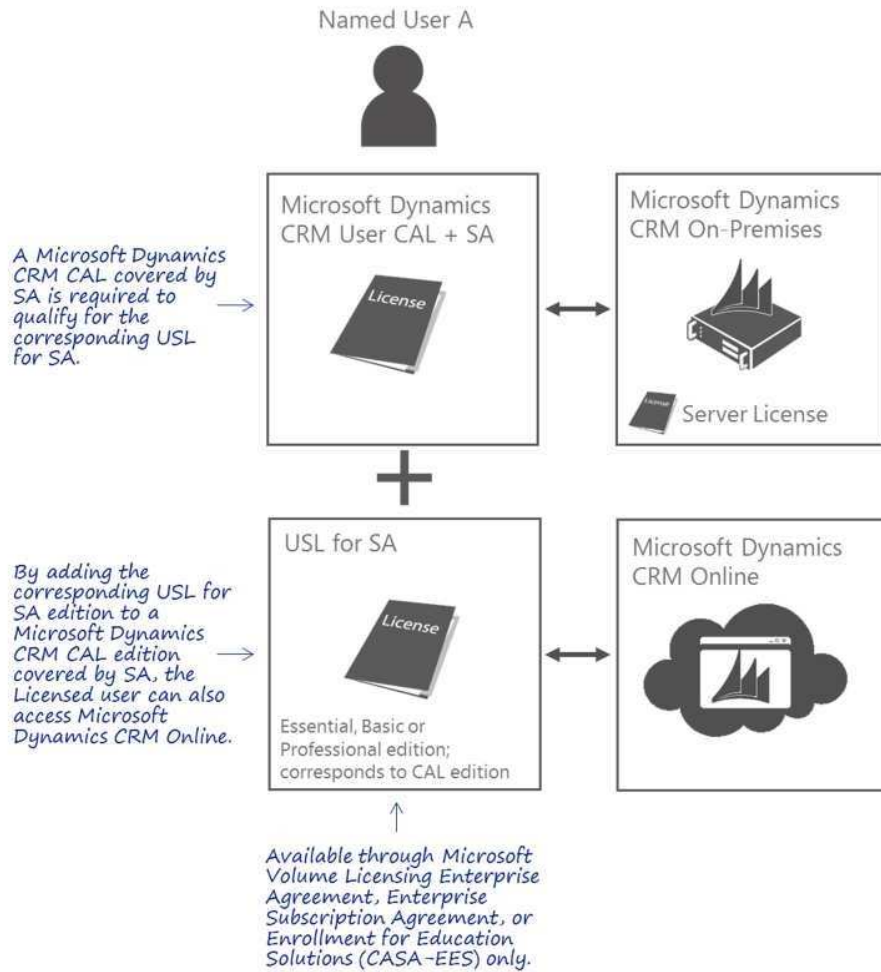 Named User A
Microsoft Dynamics
CRM User CAL + SA
License
Microsoft Dynamics
CRM On-Premises
License
Server License
A Microsoft Dynamics
CRM CAL covered by
SA is required to
qualify for the
corresponding USL
for SA.
USL for SA
License
Essential, Basic or
Professional edition;
corresponds to CAL edition
Microsoft Dynamics
CRM Online
By adding the
corresponding USL for
SA edition to a
Microsoft Dynamics
CRM CAL edition
covered by SA, the
Licensed user can also
access Microsoft
Dynamics CRM Online.
Available through Microsoft
Volume Licensing Enterprise
Agreement, Enterprise
Subscription Agreement, or
Enrollment for Education
Solutions (CASA-EES) only.